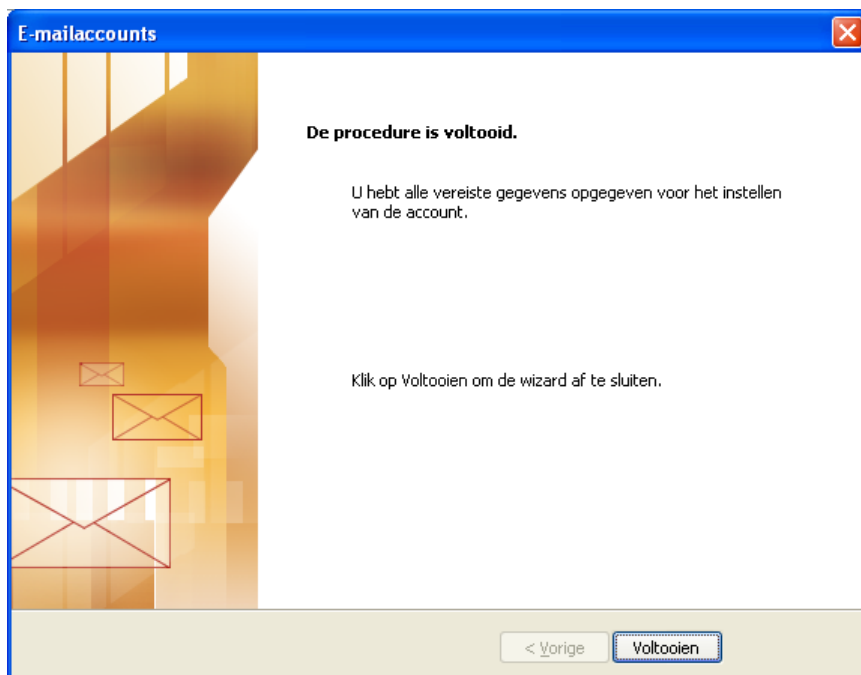 E-mailaccounts
De procedure is voltooid.
U hebt alle vereiste gegevens opgegeven voor het instellen
van de account.
Klik op Voltooien om de wizard af te sluiten.
< Vorige
Voltooien